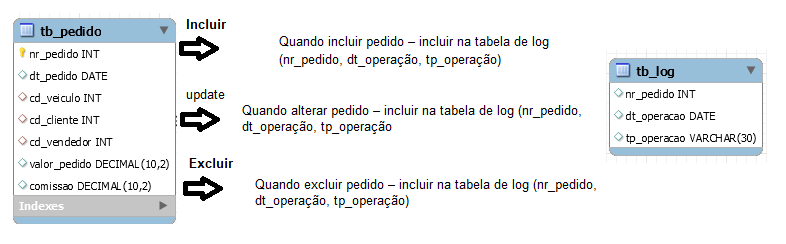 tb_pedido
nr_pedido INT
dt_pedido DATE
cd_veiculo INT
cd_cliente INT
cd_vendedor INT
valor_pedido DECIMAL(10,2)
comissao DECIMAL(10,2)
Indexes
Incluir
Quando incluir pedido – incluir na tabela de log
(nr_pedido, dt_operação, tp_operação)
update
Quando alterar pedido – incluir na tabela de log (nr_pedido,
dt_operação, tp_operação
Excluir
Quando excluir pedido – incluir na tabela de log (nr_pedido,
dt_operação, tp_operação)
tb_log
nr_pedido INT
dt_operacao DATE
tp_operacao VARCHAR(30)